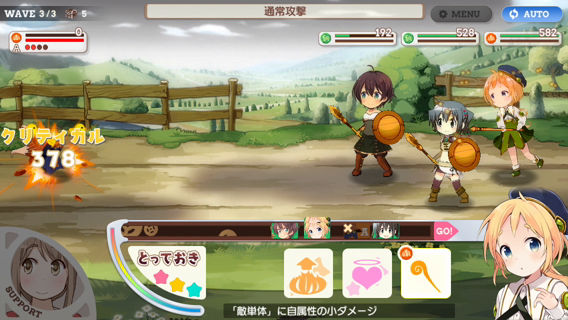 WAVE 3/3
5
通常攻撃
MENU
AUTO
0
A
192
528
582
クリティカル
378
GO!
とっておき
SUPPORT
「敵単体」に自属性の小ダメージ